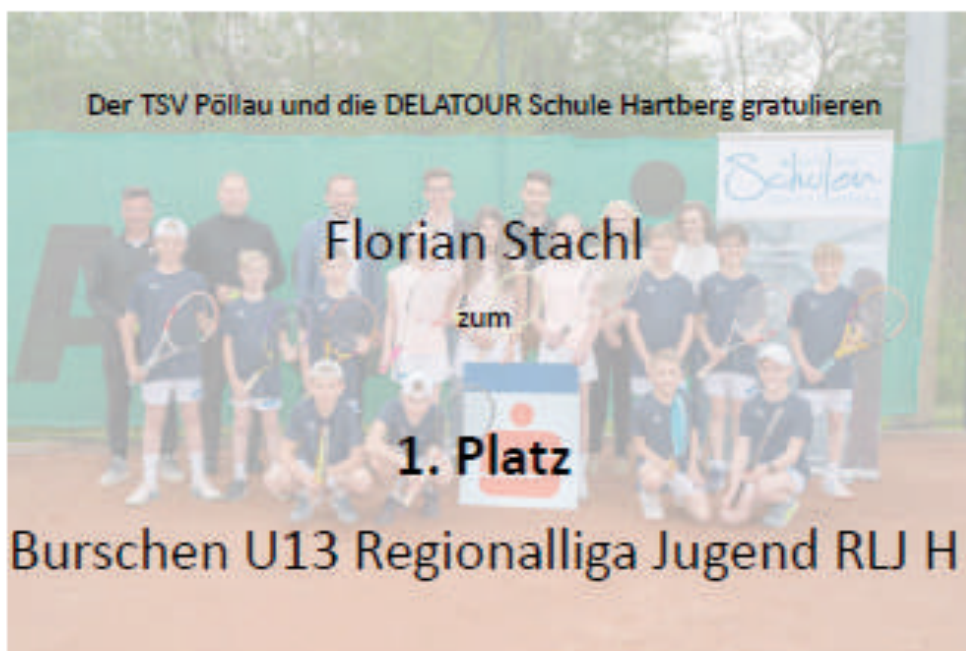 Der TSV Pöllau und die DELATOUR Schule Hartberg gratulieren
Schulen
Florian Stachl
zum
1. Platz
Burschen U13 Regionalliga Jugend RLJ H